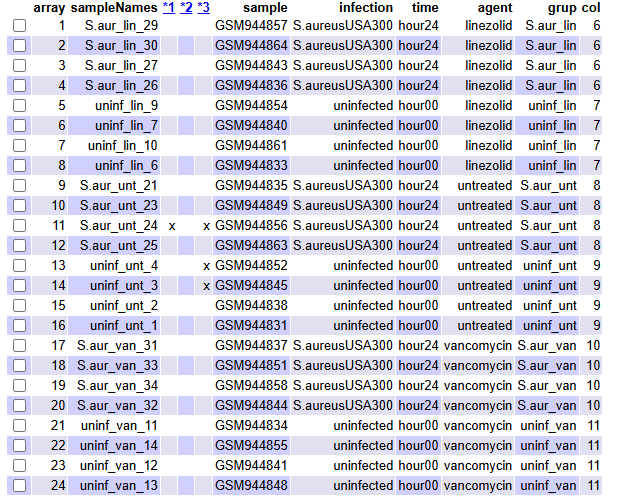 array sampleNames *1 *2 *3 sample infection time agent grup col
1 S.aur_lin_29 GSM944857 S.aureusUSA300 hour24 linezolid S.aur_lin 6
2 S.aur_lin_30 GSM944864 S.aureusUSA300 hour24 linezolid S.aur_lin 6
3 S.aur_lin_27 GSM944843 S.aureusUSA300 hour24 linezolid S.aur_lin 6
4 S.aur_lin_26 GSM944836 S.aureusUSA300 hour24 linezolid S.aur_lin 6
5 uninf_lin_9 GSM944854 uninfected hour00 linezolid uninf_lin 7
6 uninf_lin_7 GSM944840 uninfected hour00 linezolid uninf_lin 7
7 uninf_lin_10 GSM944861 uninfected hour00 linezolid uninf_lin 7
8 uninf_lin_6 GSM944833 uninfected hour00 linezolid uninf_lin 7
9 S.aur_unt_21 GSM944835 S.aureusUSA300 hour24 untreated S.aur_unt 8
10 S.aur_unt_23 GSM944849 S.aureusUSA300 hour24 untreated S.aur_unt 8
11 S.aur_unt_24 x x GSM944856 S.aureusUSA300 hour24 untreated S.aur_unt 8
12 S.aur_unt_25 GSM944863 S.aureusUSA300 hour24 untreated S.aur_unt 8
13 uninf_unt_4 x GSM944852 uninfected hour00 untreated uninf_unt 9
14 uninf_unt_3 x GSM944845 uninfected hour00 untreated uninf_unt 9
15 uninf_unt_2 GSM944838 uninfected hour00 untreated uninf_unt 9
16 uninf_unt_1 GSM944831 uninfected hour00 untreated uninf_unt 9
17 S.aur_van_31 GSM944837 S.aureusUSA300 hour24 vancomycin S.aur_van 10
18 S.aur_van_33 GSM944851 S.aureusUSA300 hour24 vancomycin S.aur_van 10
19 S.aur_van_34 GSM944858 S.aureusUSA300 hour24 vancomycin S.aur_van 10
20 S.aur_van_32 GSM944844 S.aureusUSA300 hour24 vancomycin S.aur_van 10
21 uninf_van_11 GSM944834 uninfected hour00 vancomycin uninf_van 11
22 uninf_van_14 GSM944855 uninfected hour00 vancomycin uninf_van 11
23 uninf_van_12 GSM944841 uninfected hour00 vancomycin uninf_van 11
24 uninf_van_13 GSM944848 uninfected hour00 vancomycin uninf_van 11